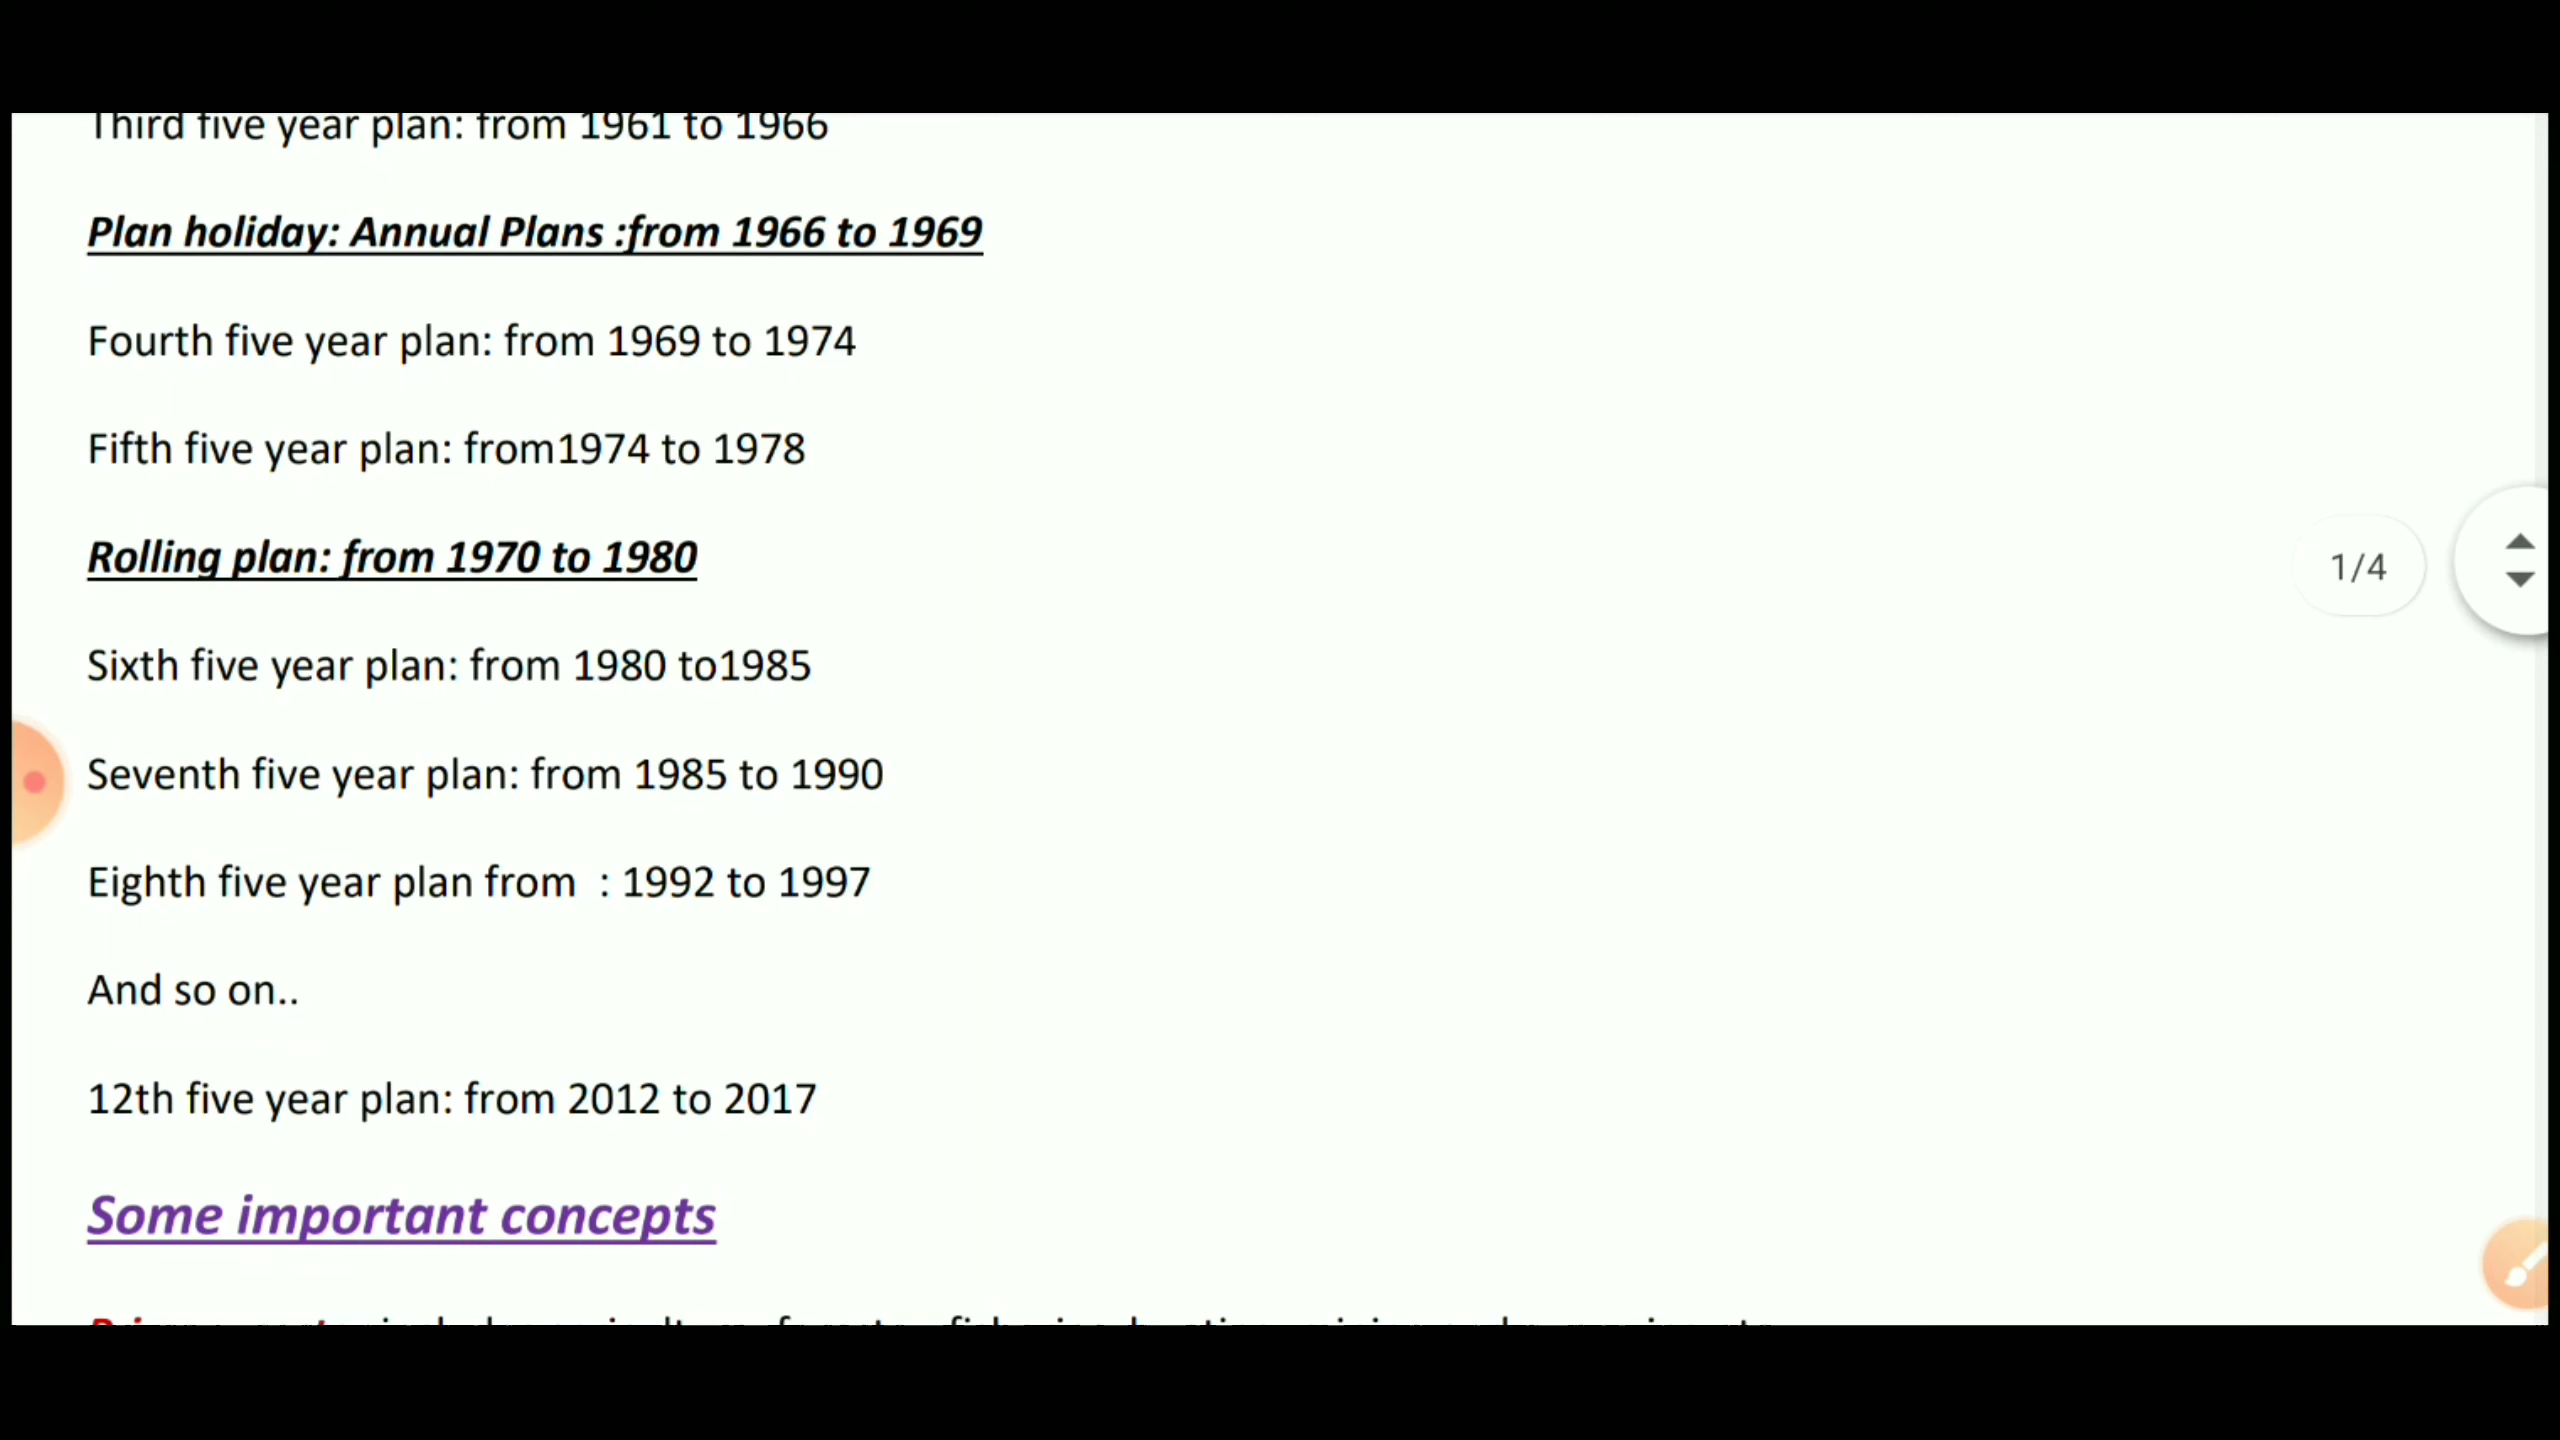 Third five year plan: from 1961 to 1966
Plan holiday: Annual Plans :from 1966 to 1969
Fourth five year plan: from 1969 to 1974
Fifth five year plan: from1974 to 1978
Rolling plan: from 1970 to 1980
1/4
Sixth five year plan: from 1980 to1985
Seventh five year plan: from 1985 to 1990
Eighth five year plan from  : 1992 to 1997
And so on..
12th five year plan: from 2012 to 2017
Some important concepts